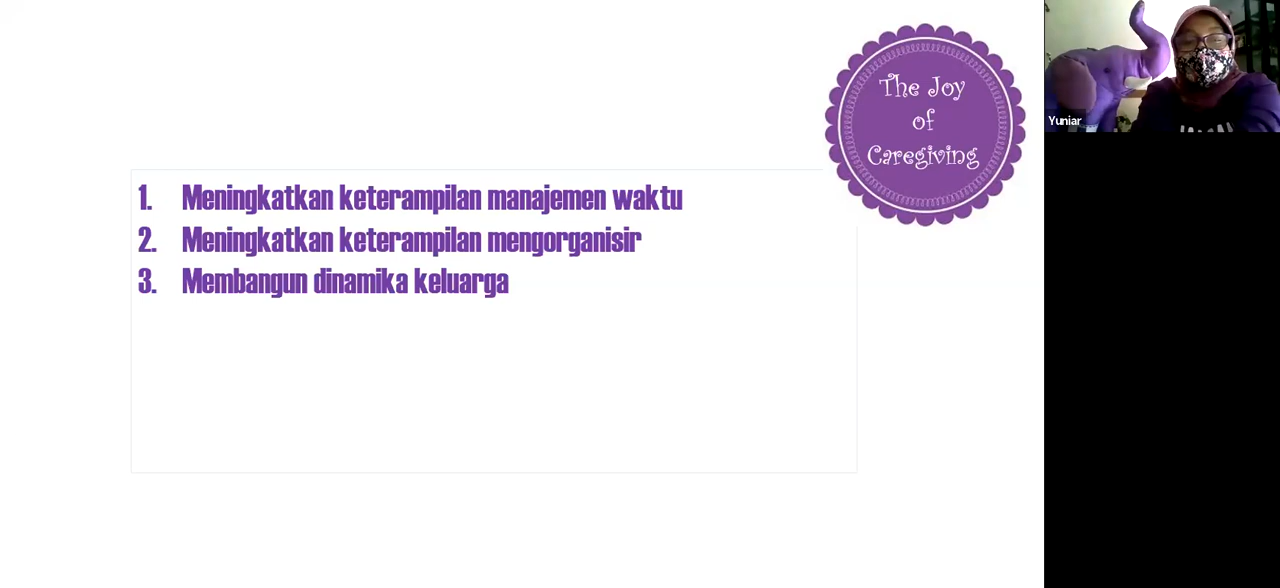 The Joy
of
Caregiving
1. Meningkatkan keterampilan manajemen waktu
2. Meningkatkan keterampilan mengorganisir
3. Membangun dinamika keluarga
Yuniar